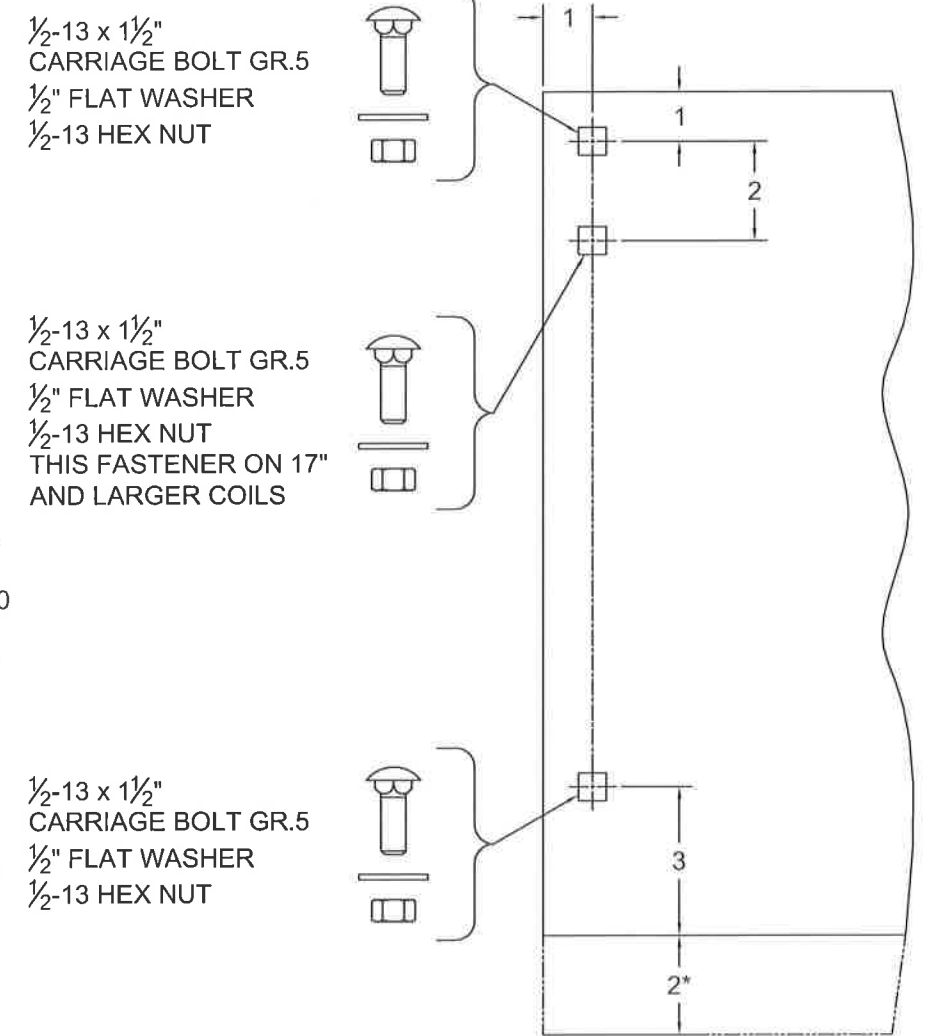 ½-13 x 1½"
CARRIAGE BOLT GR.5
½" FLAT WASHER
½-13 HEX NUT
1
1
2
½-13 x 1½"
CARRIAGE BOLT GR.5
½" FLAT WASHER
½-13 HEX NUT
THIS FASTENER ON 17"
AND LARGER COILS
0
½-13 x 1½"
CARRIAGE BOLT GR.5
½" FLAT WASHER
½-13 HEX NUT
3
2*